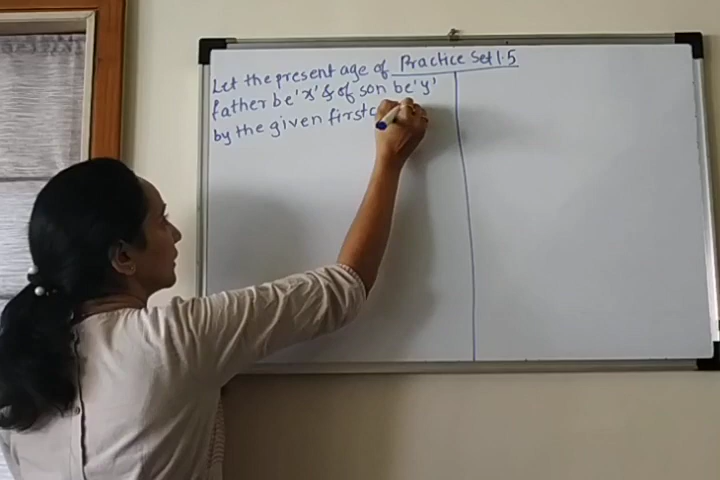 Practice Set 1.5
Let the present age of
father be 'x' & of son be 'y'
by the given first c